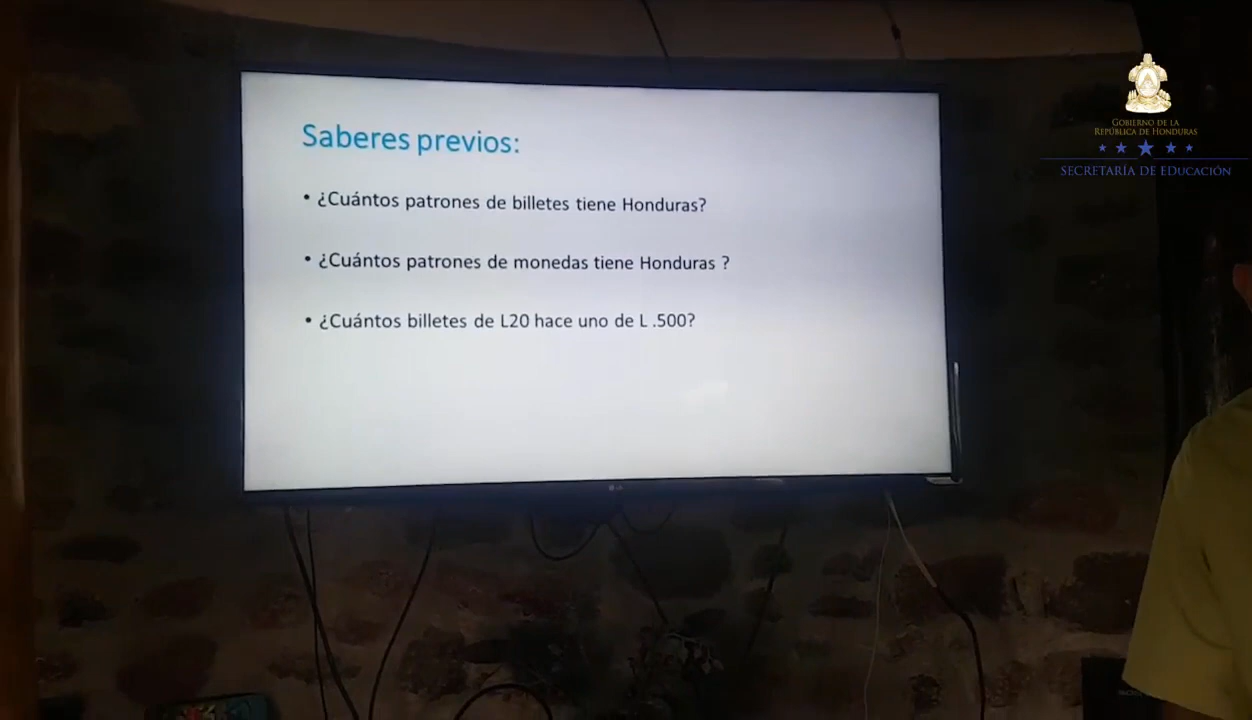 Saberes previos:
• ¿Cuántos patrones de billetes tiene Honduras?
• ¿Cuántos patrones de monedas tiene Honduras ?
• ¿Cuántos billetes de L20 hace uno de L .500?
LG
GOBIERNO DE LA
REPÚBLICA DE HONDURAS
SECRETARÍA DE EDUCACIÓN